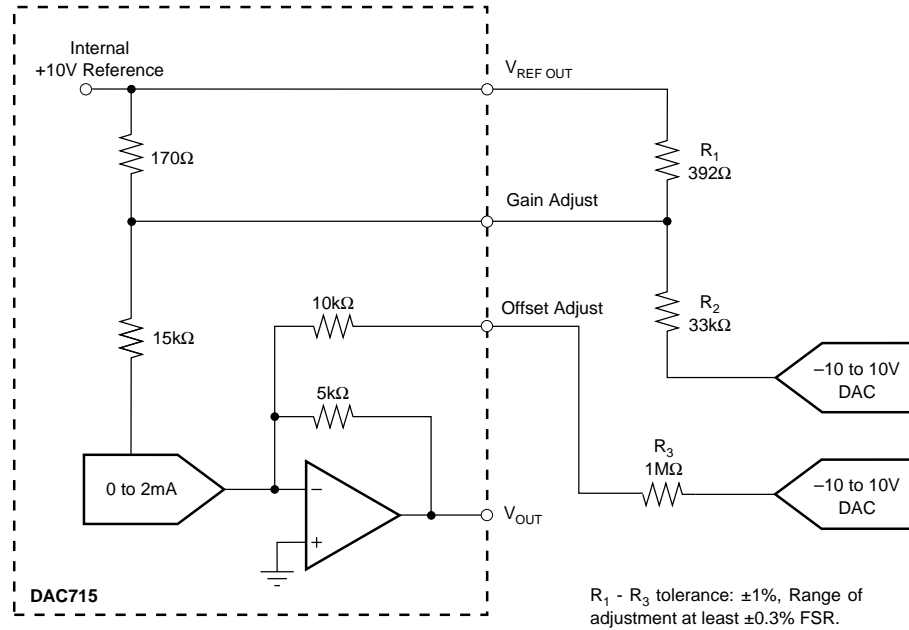 Internal
+10V Reference
V_REF OUT
170Ω
R₁
392Ω
Gain Adjust
10kΩ
Offset Adjust
R₂
33kΩ
15kΩ
–10 to 10V
DAC
5kΩ
R₃
1MΩ
0 to 2mA
–
+
–10 to 10V
DAC
V_OUT
DAC715
R₁ - R₃ tolerance: ±1%, Range of
adjustment at least ±0.3% FSR.